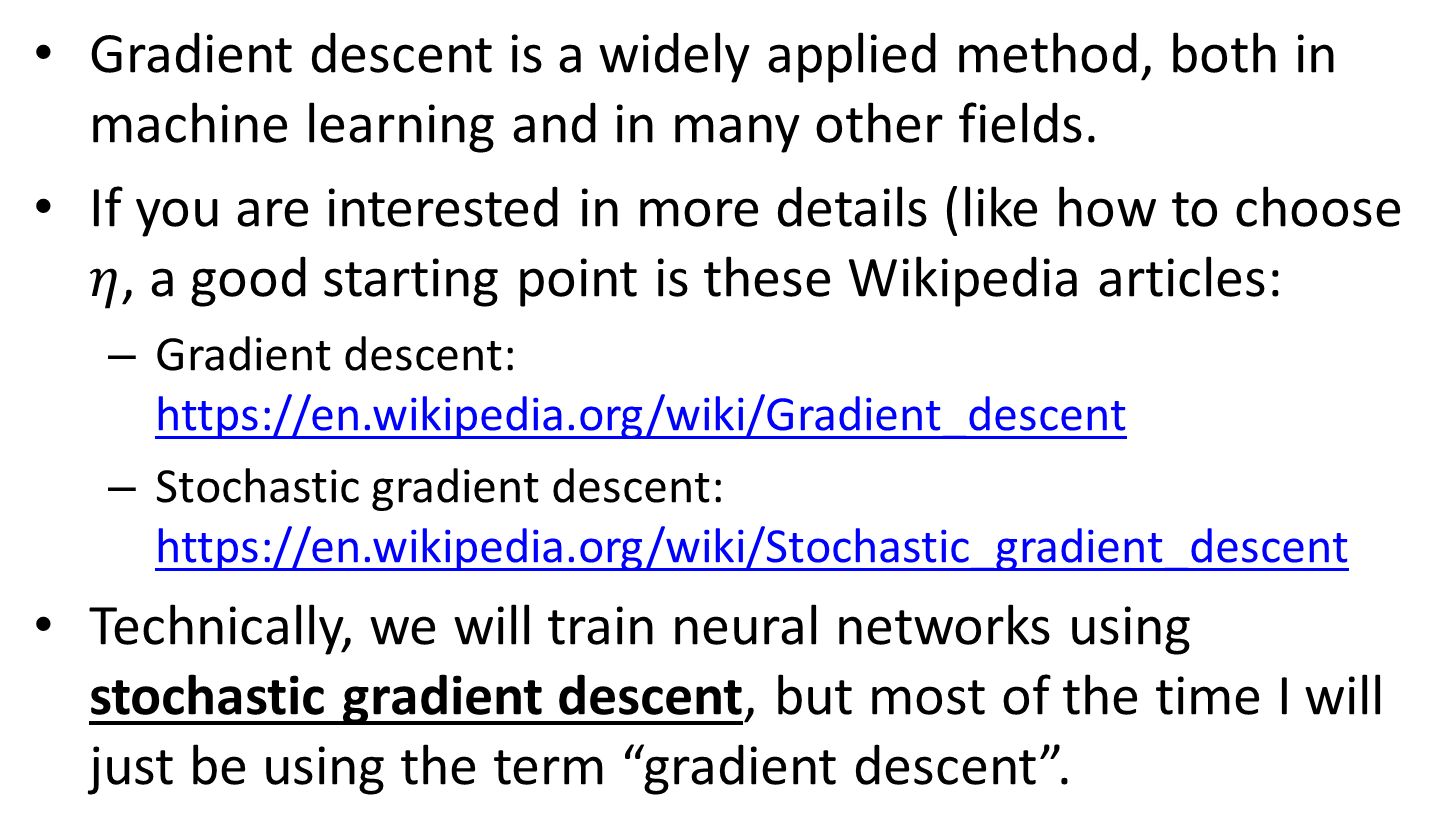 • Gradient descent is a widely applied method, both in
machine learning and in many other fields.
• If you are interested in more details (like how to choose
η, a good starting point is these Wikipedia articles:
– Gradient descent:
https://en.wikipedia.org/wiki/Gradient_descent
– Stochastic gradient descent:
https://en.wikipedia.org/wiki/Stochastic_gradient_descent
• Technically, we will train neural networks using
stochastic gradient descent, but most of the time I will
just be using the term “gradient descent”.